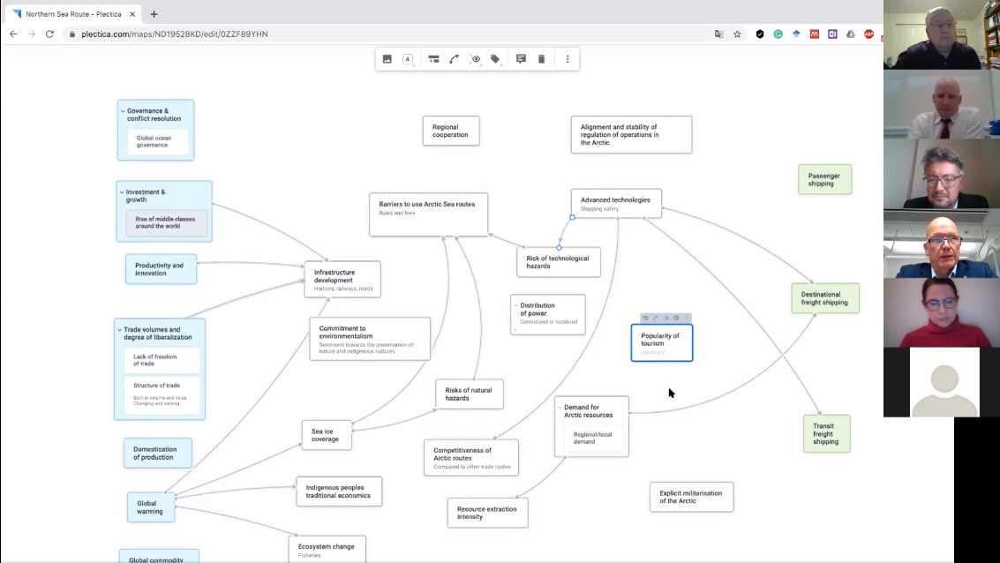 Northern Sea Route - Plectica
plectica.com/maps/ND19528KD/edit/0ZZF89YHN
A
Governance &
conflict resolution
Global ocean
governance
Regional
cooperation
Alignment and stability of
regulation of operations in
the Arctic
Passenger
shipping
Investment &
growth
Rise of middle classes
around the world
Barriers to use Arctic Sea routes
Rules and fees
Advanced technologies
Shipping safety
Productivity and
innovation
Infrastructure
development
Harbors, railways, roads
Risk of technological
hazards
Destinational
freight shipping
Distribution
of power
Centralized or localized
Trade volumes and
degree of liberalization
Lack of freedom
of trade
Structure of trade
Both in volume and value
Changing and varying
Commitment to
environmentalism
Sentiment towards the preservation of
nature and indigenous cultures
Popularity of
tourism
summary
Risks of natural
hazards
Demand for
Arctic resources
Regional/local
demand
Sea ice
coverage
Transit
freight
shipping
Domestication
of production
Competitiveness of
Arctic routes
Compared to other trade routes
Global
warming
Indigenous peoples
traditional economics
Resource extraction
intensity
Explicit militarisation
of the Arctic
Ecosystem change
Fisheries
Global commodity
ABP